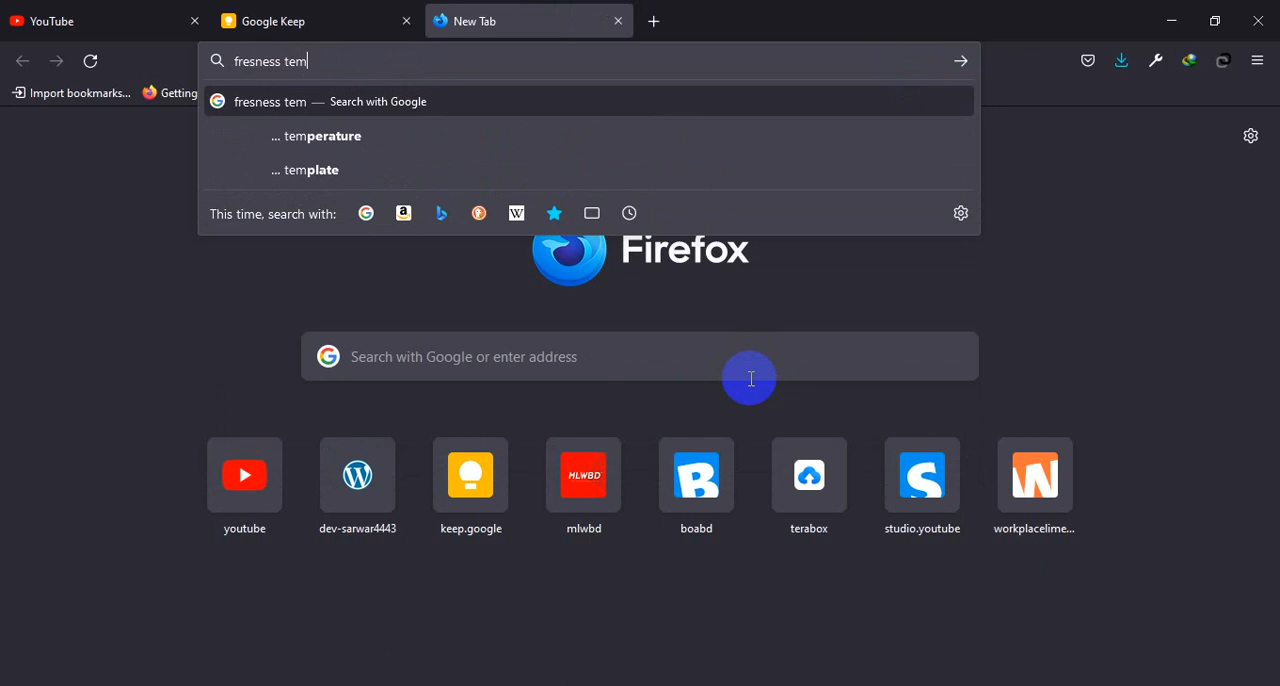 YouTube
Google Keep
New Tab
fresness tem
Import bookmarks...
Getting
fresness tem — Search with Google
... temperature
... template
This time, search with:
Firefox
Search with Google or enter address
MLWBD
youtube
dev-sarwar4443
keep.google
mlwbd
boabd
terabox
studio.youtube
workplacelime...